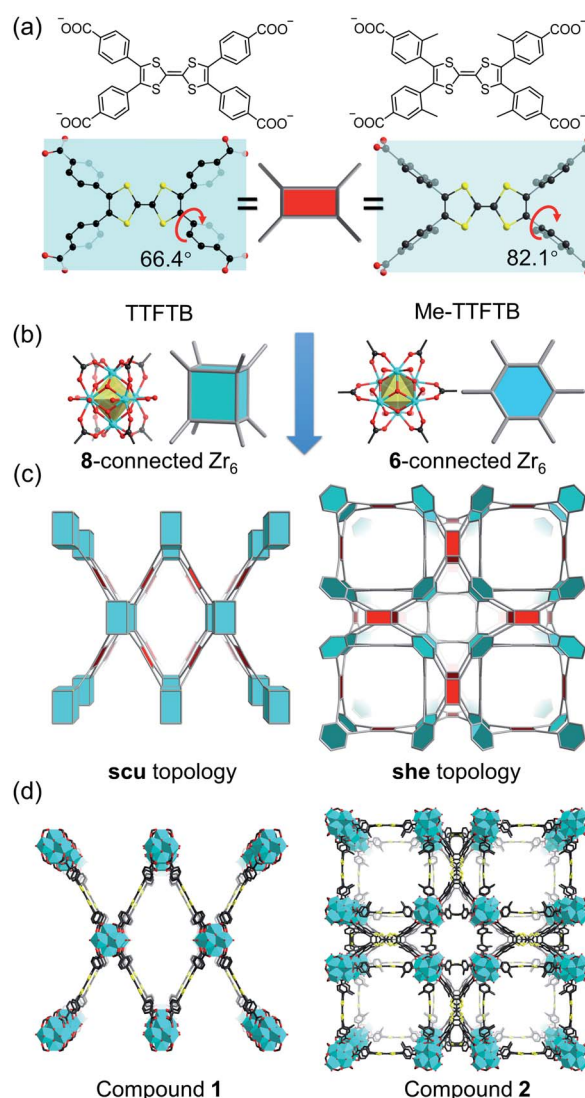 (a)
COO⁻
⁻OOC
S
S
S
S
⁻OOC
COO⁻
⁻OOC
COO⁻
S
S
S
S
⁻OOC
COO⁻
=
=
66.4°
82.1°
TTFTB
Me-TTFTB
(b)
8-connected Zr₆
6-connected Zr₆
(c)
scu topology
she topology
(d)
Compound 1
Compound 2